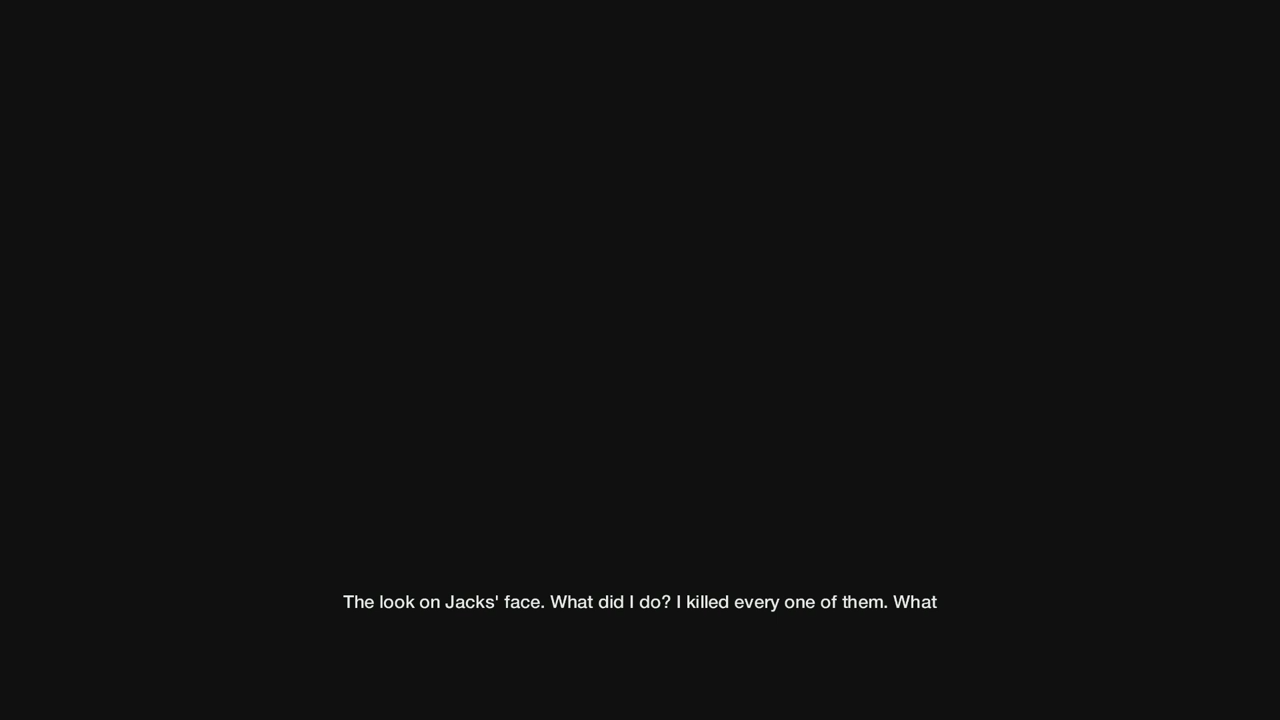 The look on Jacks' face. What did I do? I killed every one of them. What